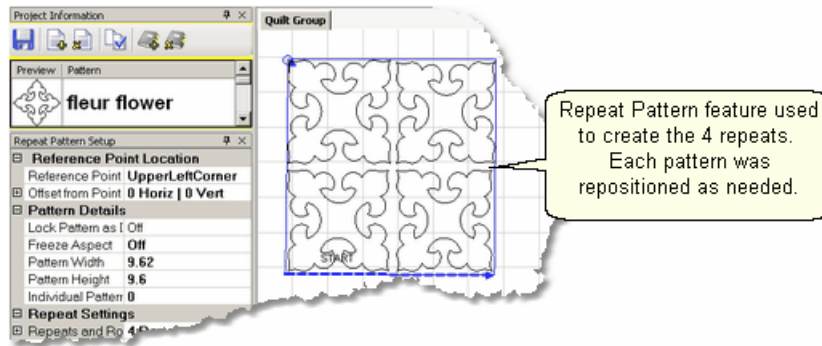 Project Information
Preview Pattern
fleur flower
Repeat Pattern Setup
Reference Point Location
Reference Point UpperLeftCorner
Offset from Point 0 Horiz | 0 Vert
Pattern Details
Lock Pattern as Off
Freeze Aspect Off
Pattern Width 9.62
Pattern Height 9.6
Individual Pattern 0
Repeat Settings
Repeats and Ro 4
Quilt Group
START
Repeat Pattern feature used
to create the 4 repeats.
Each pattern was
repositioned as needed.